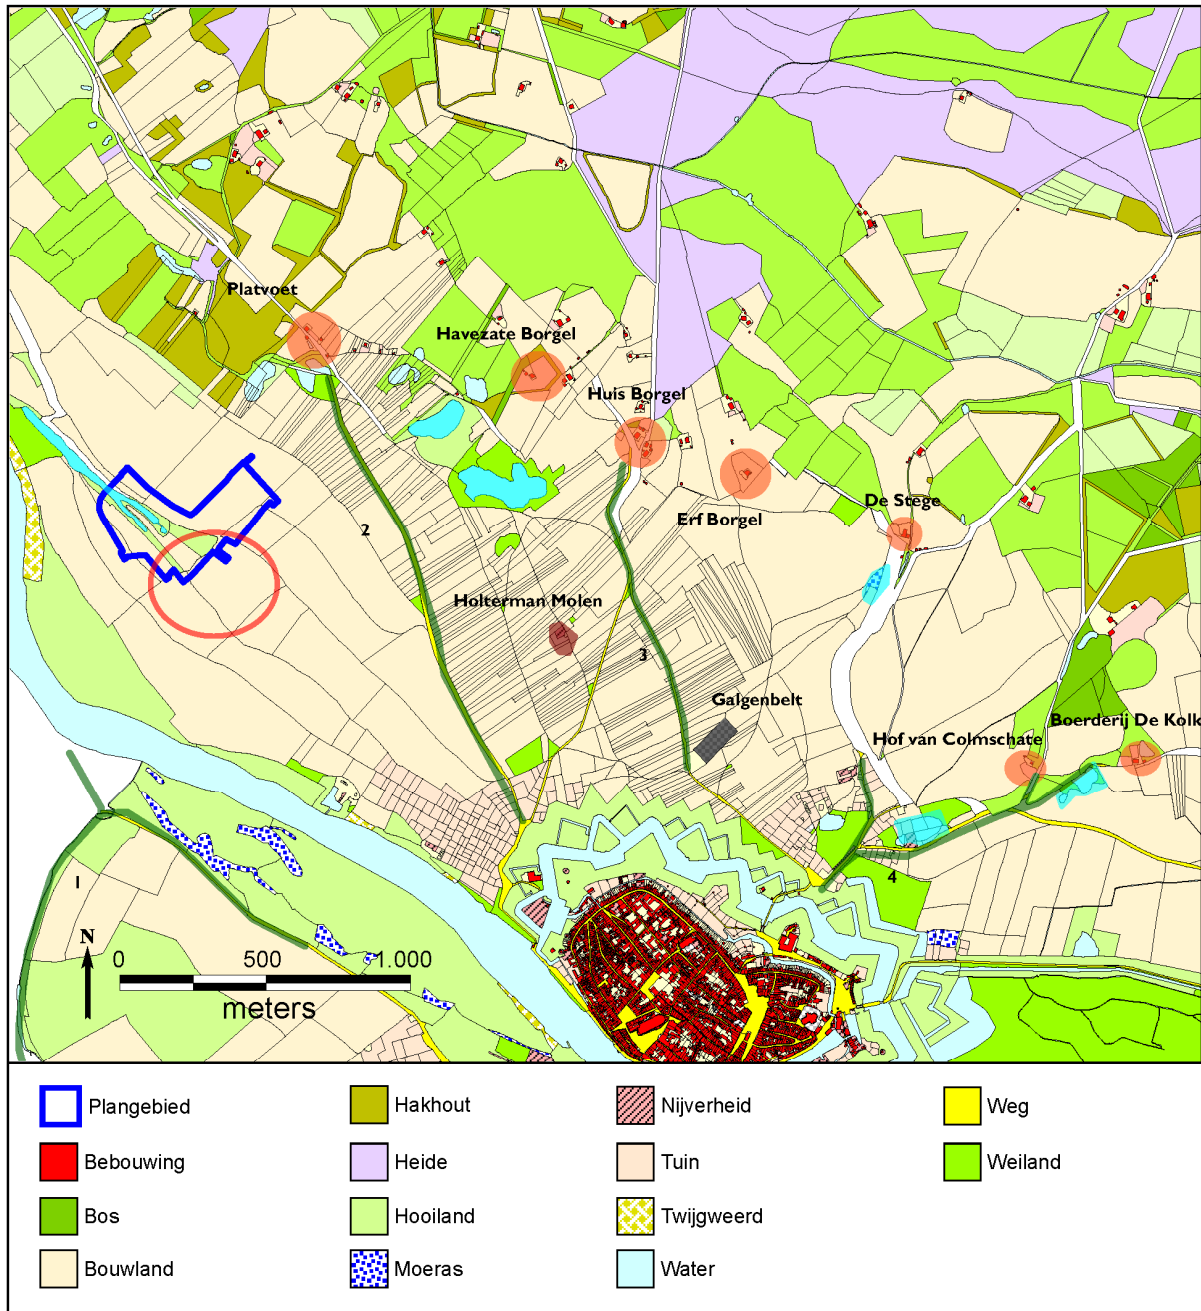 Platvoet
Havezate Borgel
Huis Borgel
De Stege
Erf Borgel
2
Holterman Molen
3
Galgenbelt
Boerderij De Kolk
Hof van Colmschate
1
4
N
0 500 1.000
meters
Plangebied
Hakhout
Nijverheid
Weg
Bebouwing
Heide
Tuin
Weiland
Bos
Hooiland
Twijgweerd
Bouwland
Moeras
Water